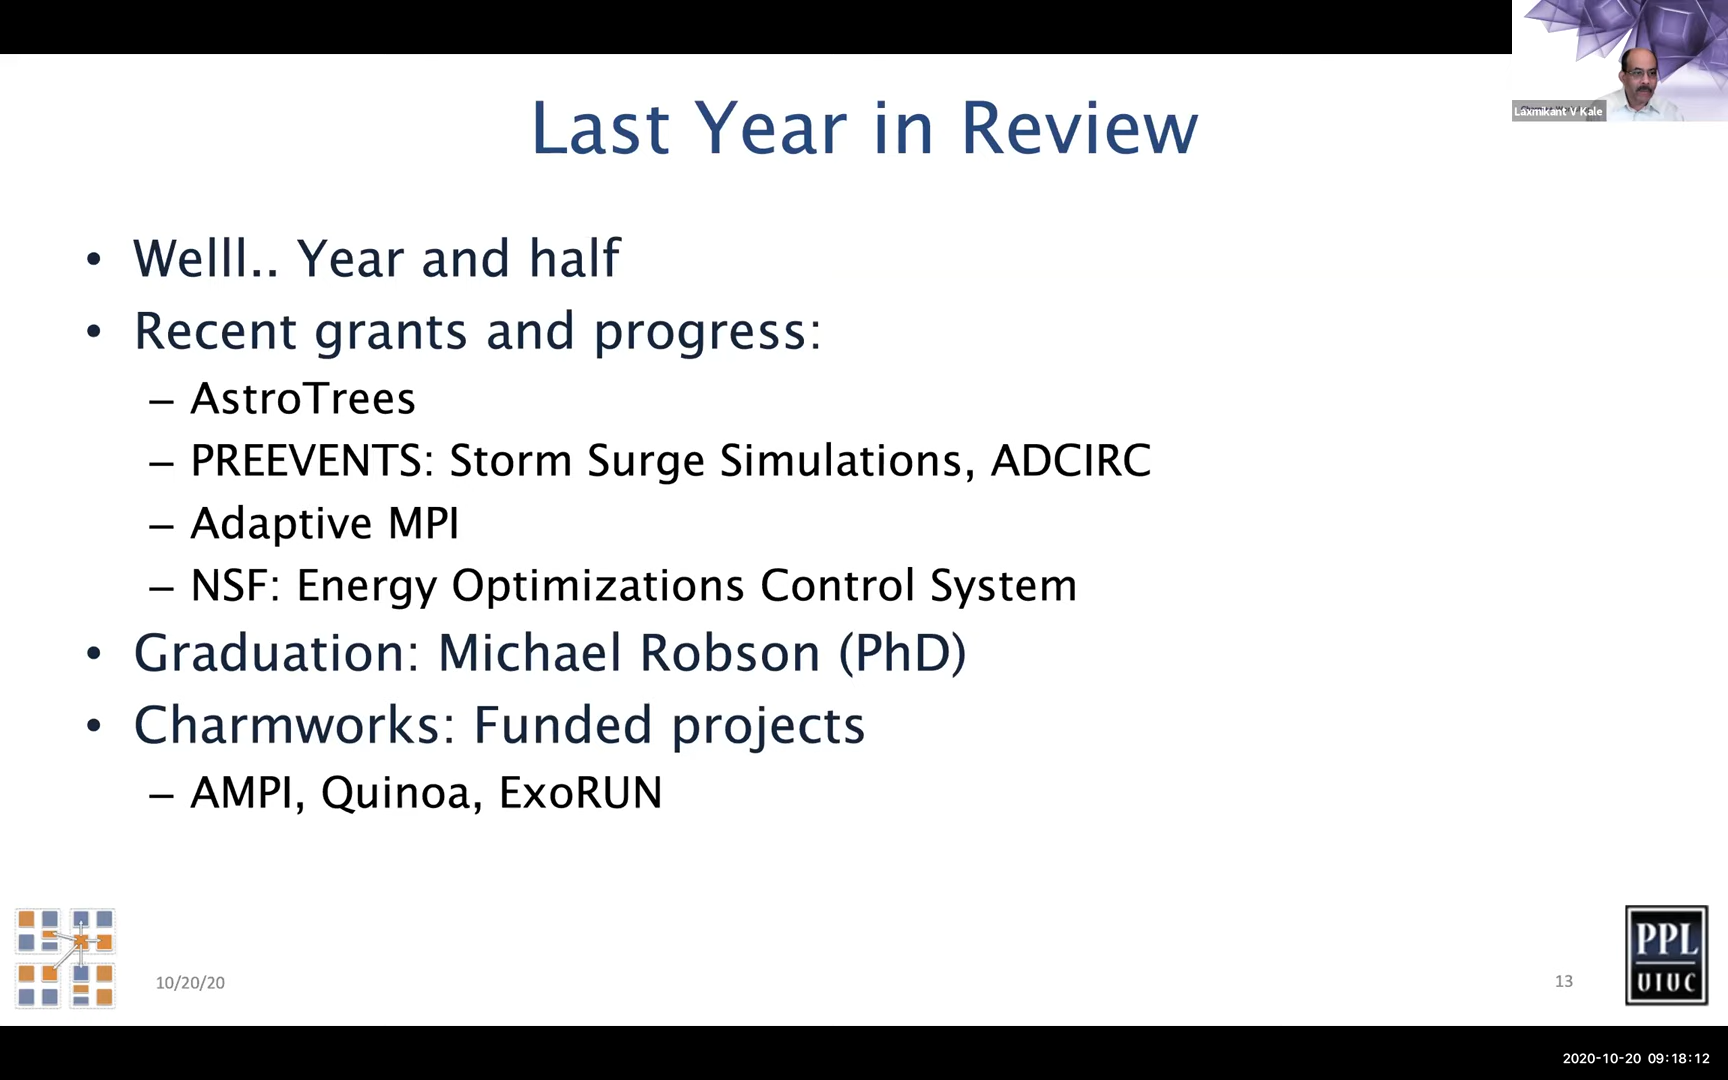 Last Year in Review
Laxmikant V Kale
• Welll.. Year and half
• Recent grants and progress:
– AstroTrees
– PREEVENTS: Storm Surge Simulations, ADCIRC
– Adaptive MPI
– NSF: Energy Optimizations Control System
• Graduation: Michael Robson (PhD)
• Charmworks: Funded projects
– AMPI, Quinoa, ExoRUN
10/20/20
13
PPL
UIUC
2020-10-20 09:18:12